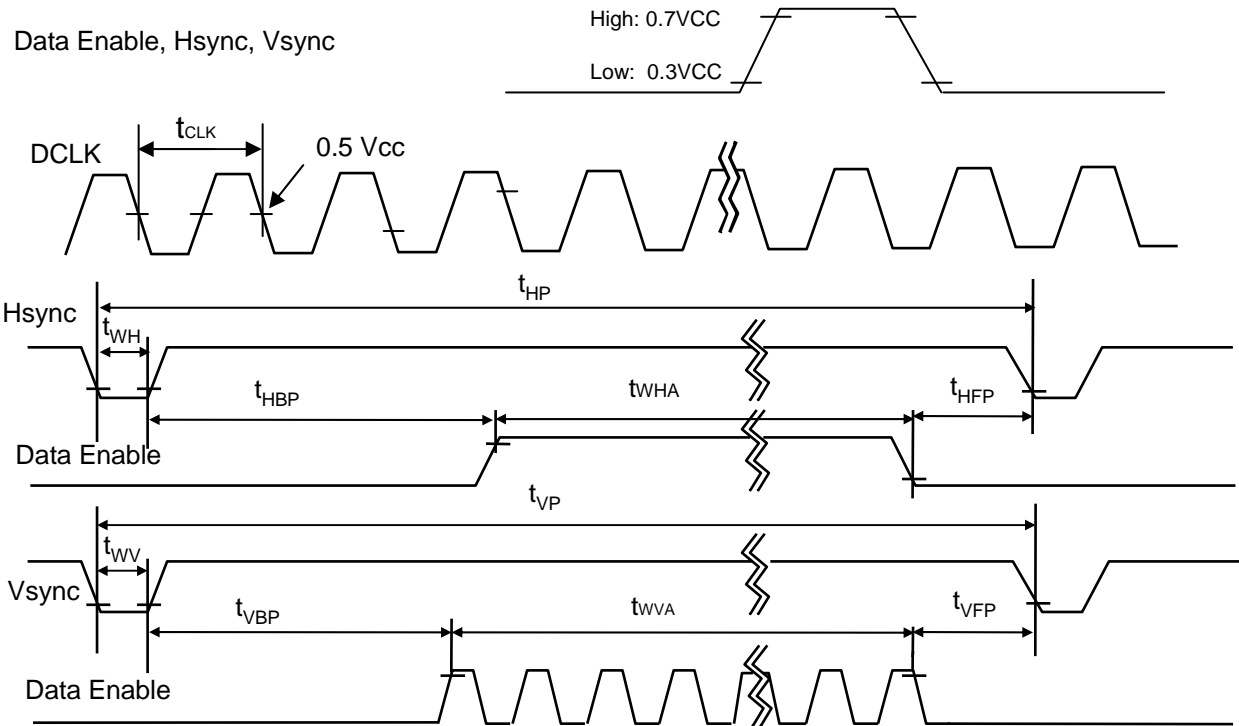 High: 0.7VCC
Data Enable, Hsync, Vsync
Low: 0.3VCC
tCLK
DCLK
0.5 Vcc
tHP
Hsync
tWH
tHBP
tWHA
tHFP
Data Enable
tVP
tWV
Vsync
tVBP
tWVA
tVFP
Data Enable